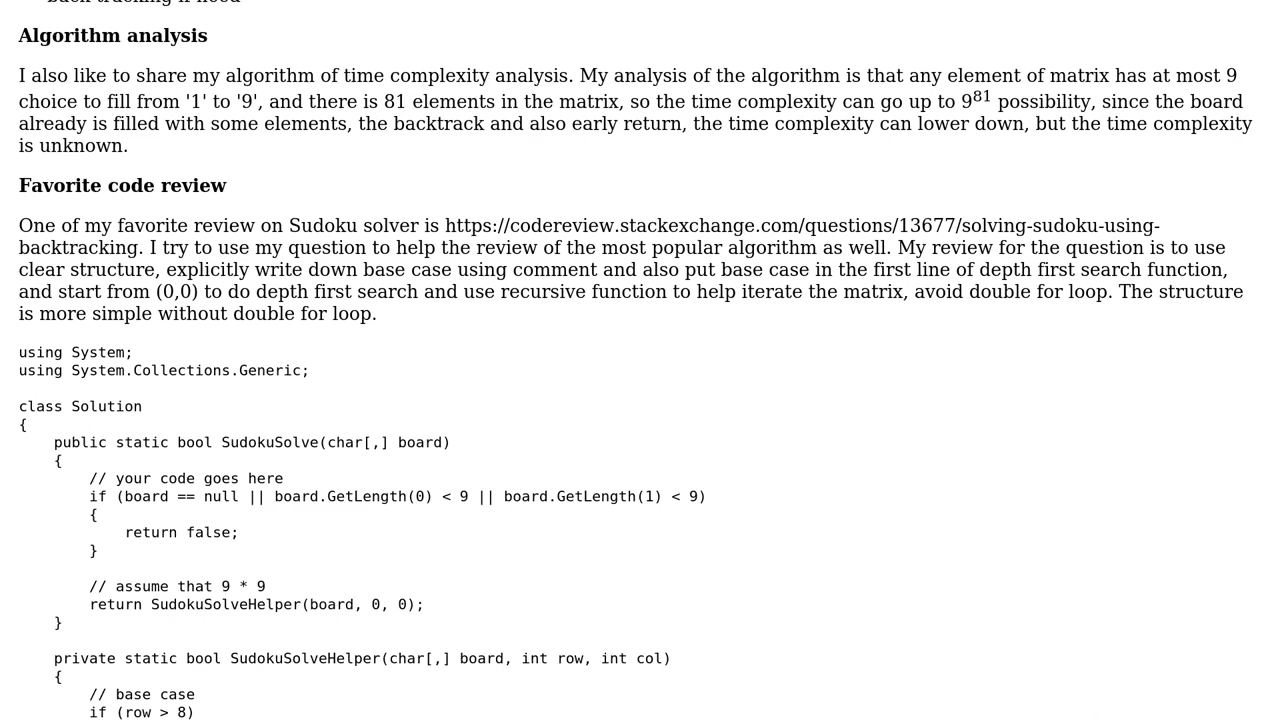 back tracking if need
Algorithm analysis
I also like to share my algorithm of time complexity analysis. My analysis of the algorithm is that any element of matrix has at most 9
choice to fill from '1' to '9', and there is 81 elements in the matrix, so the time complexity can go up to 9⁸¹ possibility, since the board
already is filled with some elements, the backtrack and also early return, the time complexity can lower down, but the time complexity
is unknown.
Favorite code review
One of my favorite review on Sudoku solver is https://codereview.stackexchange.com/questions/13677/solving-sudoku-using-
backtracking. I try to use my question to help the review of the most popular algorithm as well. My review for the question is to use
clear structure, explicitly write down base case using comment and also put base case in the first line of depth first search function,
and start from (0,0) to do depth first search and use recursive function to help iterate the matrix, avoid double for loop. The structure
is more simple without double for loop.
using System;
using System.Collections.Generic;
class Solution
{
    public static bool SudokuSolve(char[,] board)
    {
        // your code goes here
        if (board == null || board.GetLength(0) < 9 || board.GetLength(1) < 9)
        {
            return false;
        }
        // assume that 9 * 9
        return SudokuSolveHelper(board, 0, 0);
    }
    private static bool SudokuSolveHelper(char[,] board, int row, int col)
    {
        // base case
        if (row > 8)